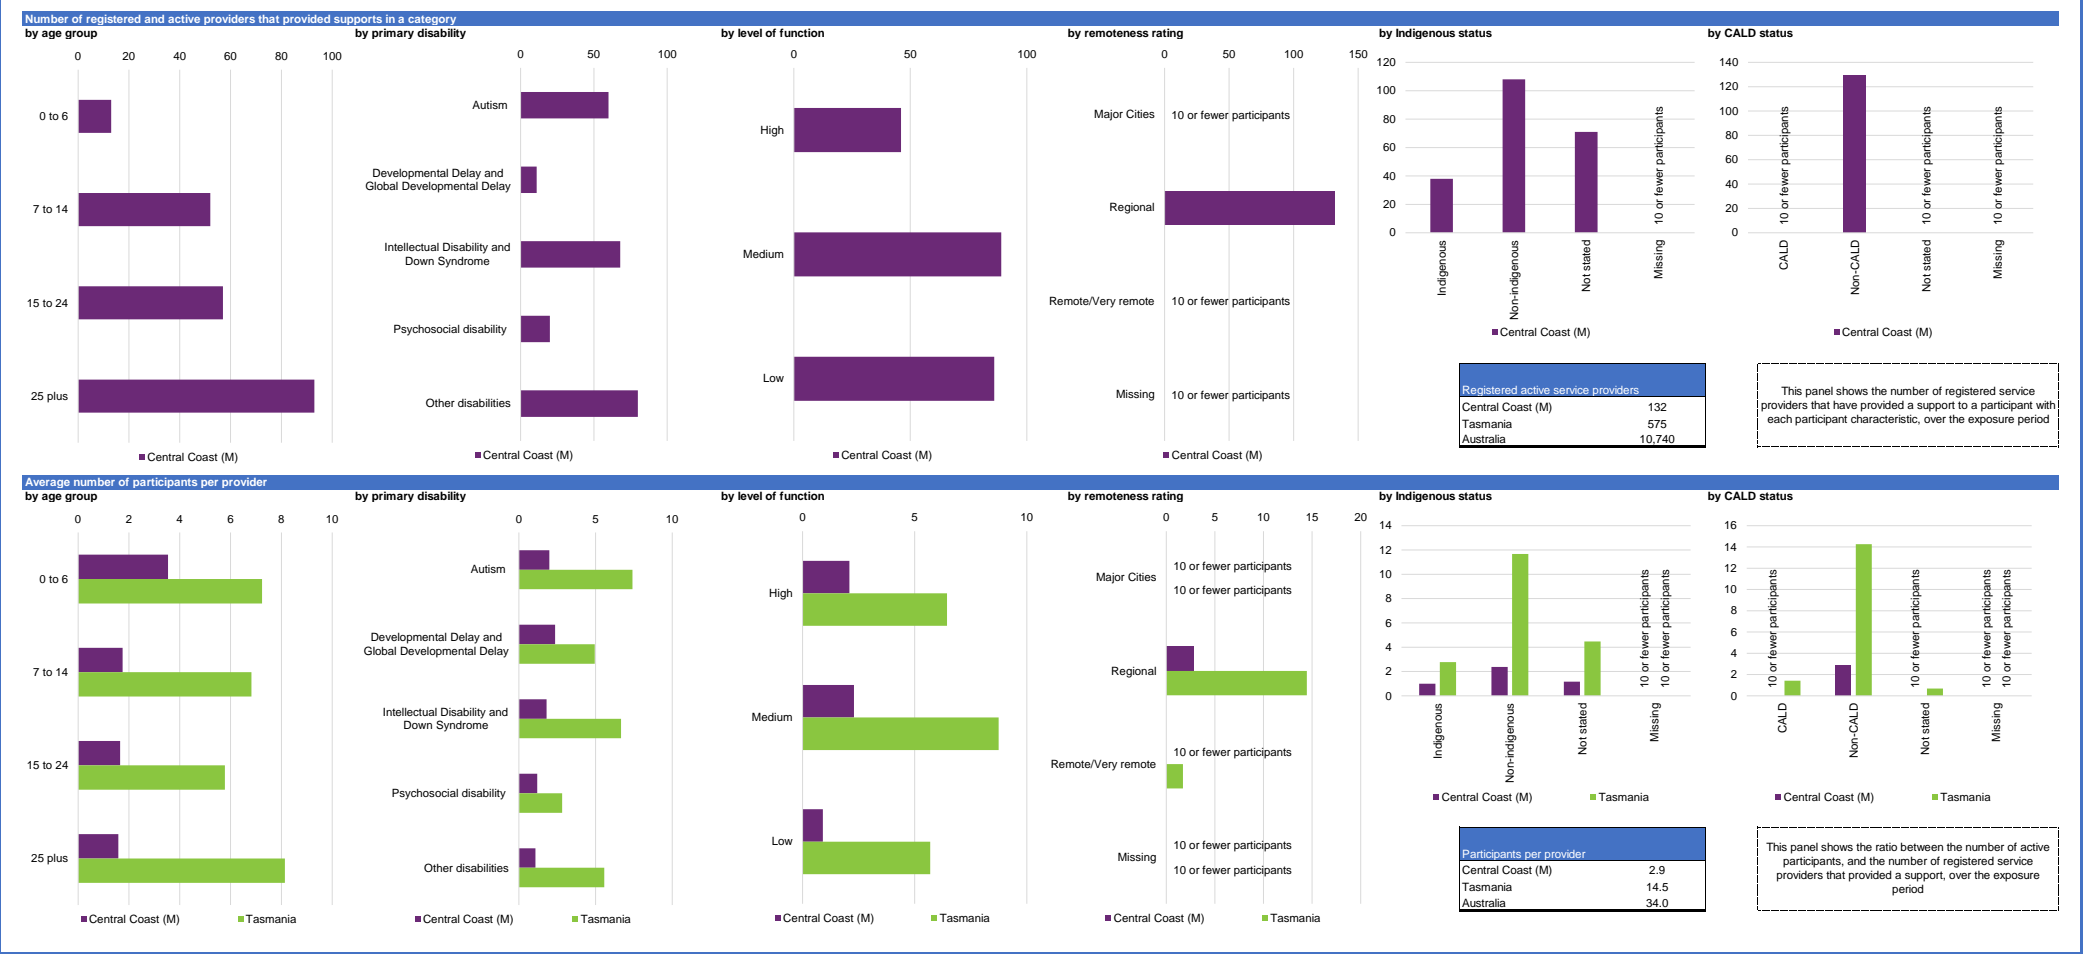 Number of registered and active providers that provided supports in a category
by age group
0 20 40 60 80 100
0 to 6
7 to 14
15 to 24
25 plus
Central Coast (M)
by primary disability
0 50 100
Autism
Developmental Delay and
Global Developmental Delay
Intellectual Disability and
Down Syndrome
Psychosocial disability
Other disabilities
Central Coast (M)
by level of function
0 50 100
High
Medium
Low
Central Coast (M)
by remoteness rating
0 50 100 150
Major Cities 10 or fewer participants
Regional
Remote/Very remote 10 or fewer participants
Missing 10 or fewer participants
Central Coast (M)
by Indigenous status
120
100
80
60
40
20
0
10 or fewer participants
Indigenous
Non-indigenous
Not stated
Missing
Central Coast (M)
by CALD status
140
120
100
80
60
40
20
0
10 or fewer participants
10 or fewer participants
10 or fewer participants
CALD
Non-CALD
Not stated
Missing
Central Coast (M)
Registered active service providers
Central Coast (M) 132
Tasmania 575
Australia 10,740
This panel shows the number of registered service
providers that have provided a support to a participant with
each participant characteristic, over the exposure period
Average number of participants per provider
by age group
0 2 4 6 8 10
0 to 6
7 to 14
15 to 24
25 plus
Central Coast (M) Tasmania
by primary disability
0 5 10
Autism
Developmental Delay and
Global Developmental Delay
Intellectual Disability and
Down Syndrome
Psychosocial disability
Other disabilities
Central Coast (M) Tasmania
by level of function
0 5 10
High
Medium
Low
Central Coast (M) Tasmania
by remoteness rating
0 5 10 15 20
10 or fewer participants
Major Cities
10 or fewer participants
Regional
10 or fewer participants
Remote/Very remote
10 or fewer participants
Missing
10 or fewer participants
Central Coast (M) Tasmania
by Indigenous status
14
12
10
8
6
4
2
0
10 or fewer participants
10 or fewer participants
Indigenous
Non-indigenous
Not stated
Missing
Central Coast (M) Tasmania
by CALD status
16
14
12
10
8
6
4
2
0
10 or fewer participants
10 or fewer participants
10 or fewer participants
10 or fewer participants
CALD
Non-CALD
Not stated
Missing
Central Coast (M) Tasmania
Participants per provider
Central Coast (M) 2.9
Tasmania 14.5
Australia 34.0
This panel shows the ratio between the number of active
participants, and the number of registered service
providers that provided a support, over the exposure
period